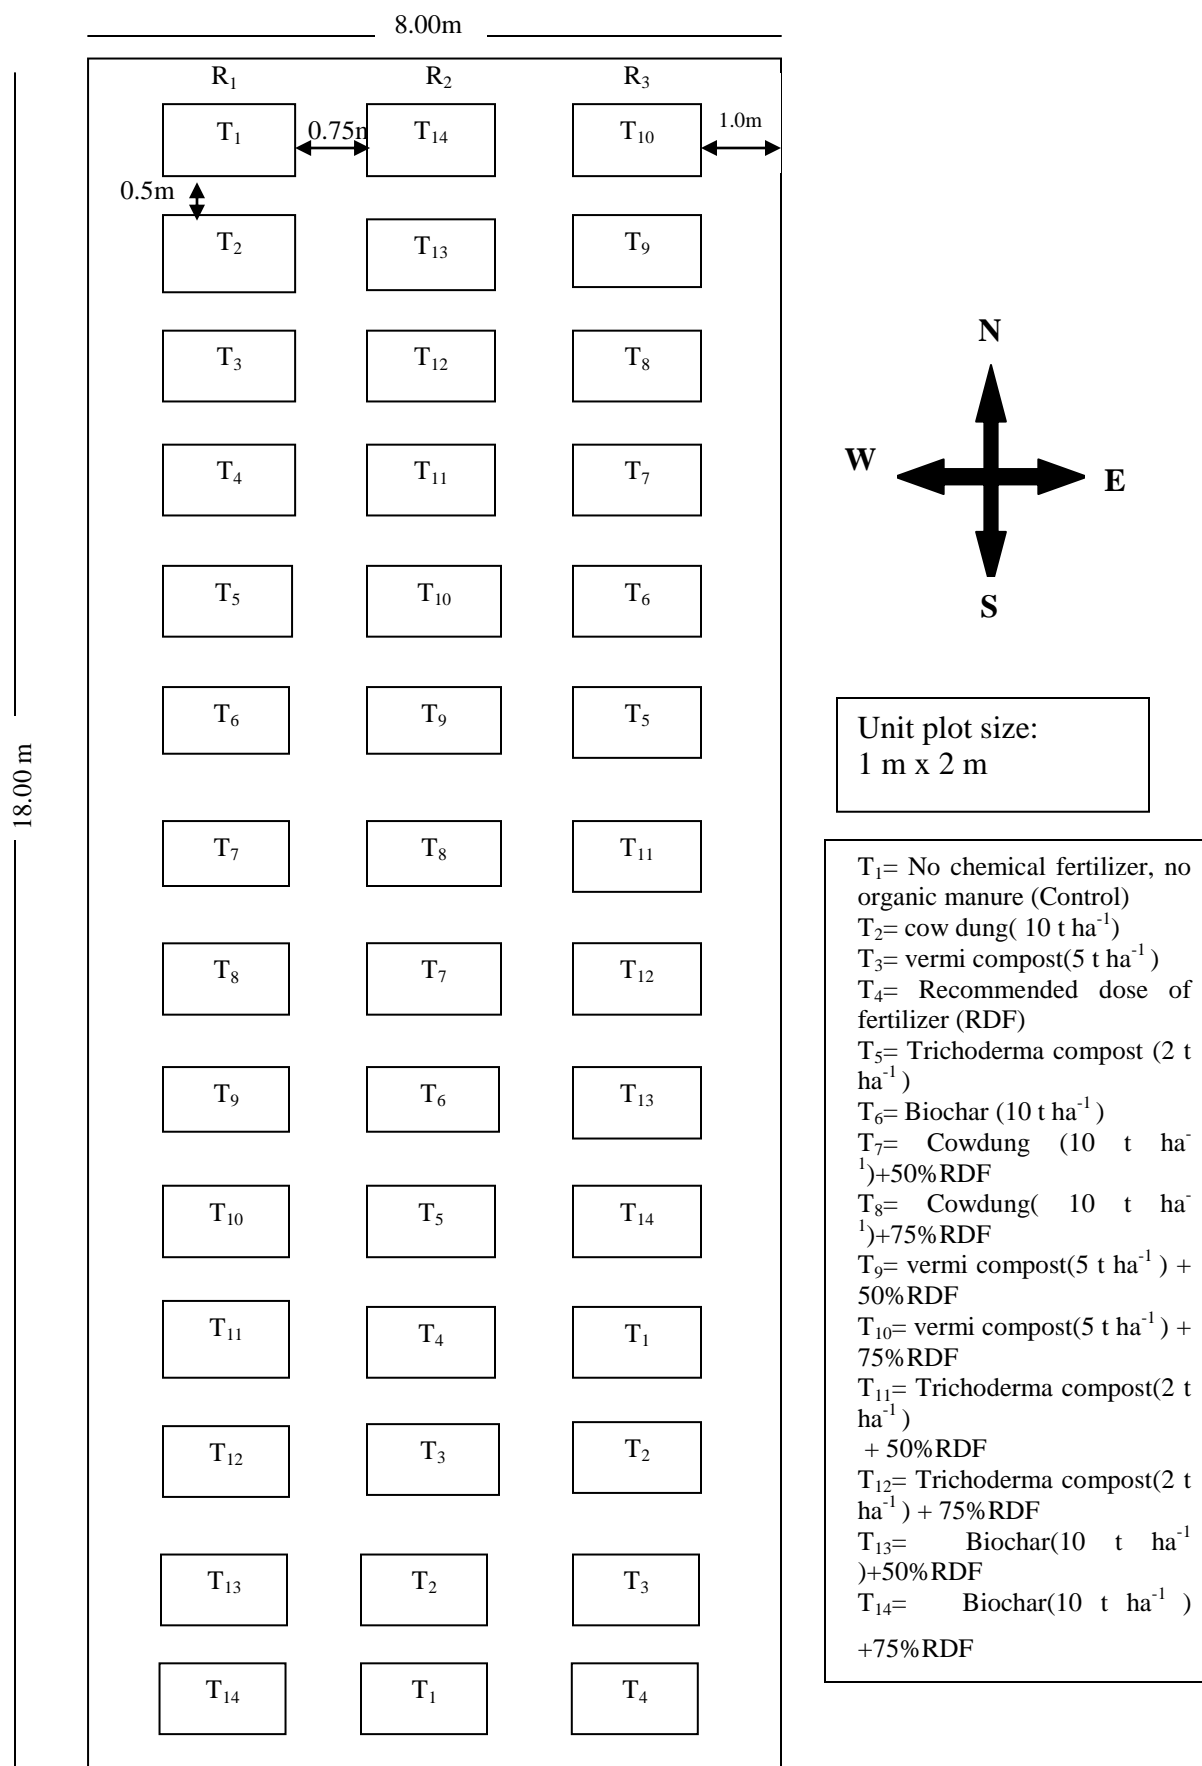 8.00m
R₁ R₂ R₃
T₁ 0.75m T₁₄ T₁₀ 1.0m
0.5m
T₂ T₁₃ T₉
T₃ T₁₂ T₈
T₄ T₁₁ T₇
T₅ T₁₀ T₆
T₆ T₉ T₅
T₇ T₈ T₁₁
T₈ T₇ T₁₂
T₉ T₆ T₁₃
T₁₀ T₅ T₁₄
T₁₁ T₄ T₁
T₁₂ T₃ T₂
T₁₃ T₂ T₃
T₁₄ T₁ T₄
18.00 m
N
W E
S
Unit plot size:
1 m x 2 m
T₁= No chemical fertilizer, no
organic manure (Control)
T₂= cow dung( 10 t ha⁻¹)
T₃= vermi compost(5 t ha⁻¹ )
T₄= Recommended dose of
fertilizer (RDF)
T₅= Trichoderma compost (2 t
ha⁻¹ )
T₆= Biochar (10 t ha⁻¹ )
T₇= Cowdung (10 t ha⁻
¹)+50%RDF
T₈= Cowdung( 10 t ha⁻
¹)+75%RDF
T₉= vermi compost(5 t ha⁻¹ ) +
50%RDF
T₁₀= vermi compost(5 t ha⁻¹ ) +
75%RDF
T₁₁= Trichoderma compost(2 t
ha⁻¹ )
+ 50%RDF
T₁₂= Trichoderma compost(2 t
ha⁻¹ ) + 75%RDF
T₁₃= Biochar(10 t ha⁻¹
)+50%RDF
T₁₄= Biochar(10 t ha⁻¹ )
+75%RDF